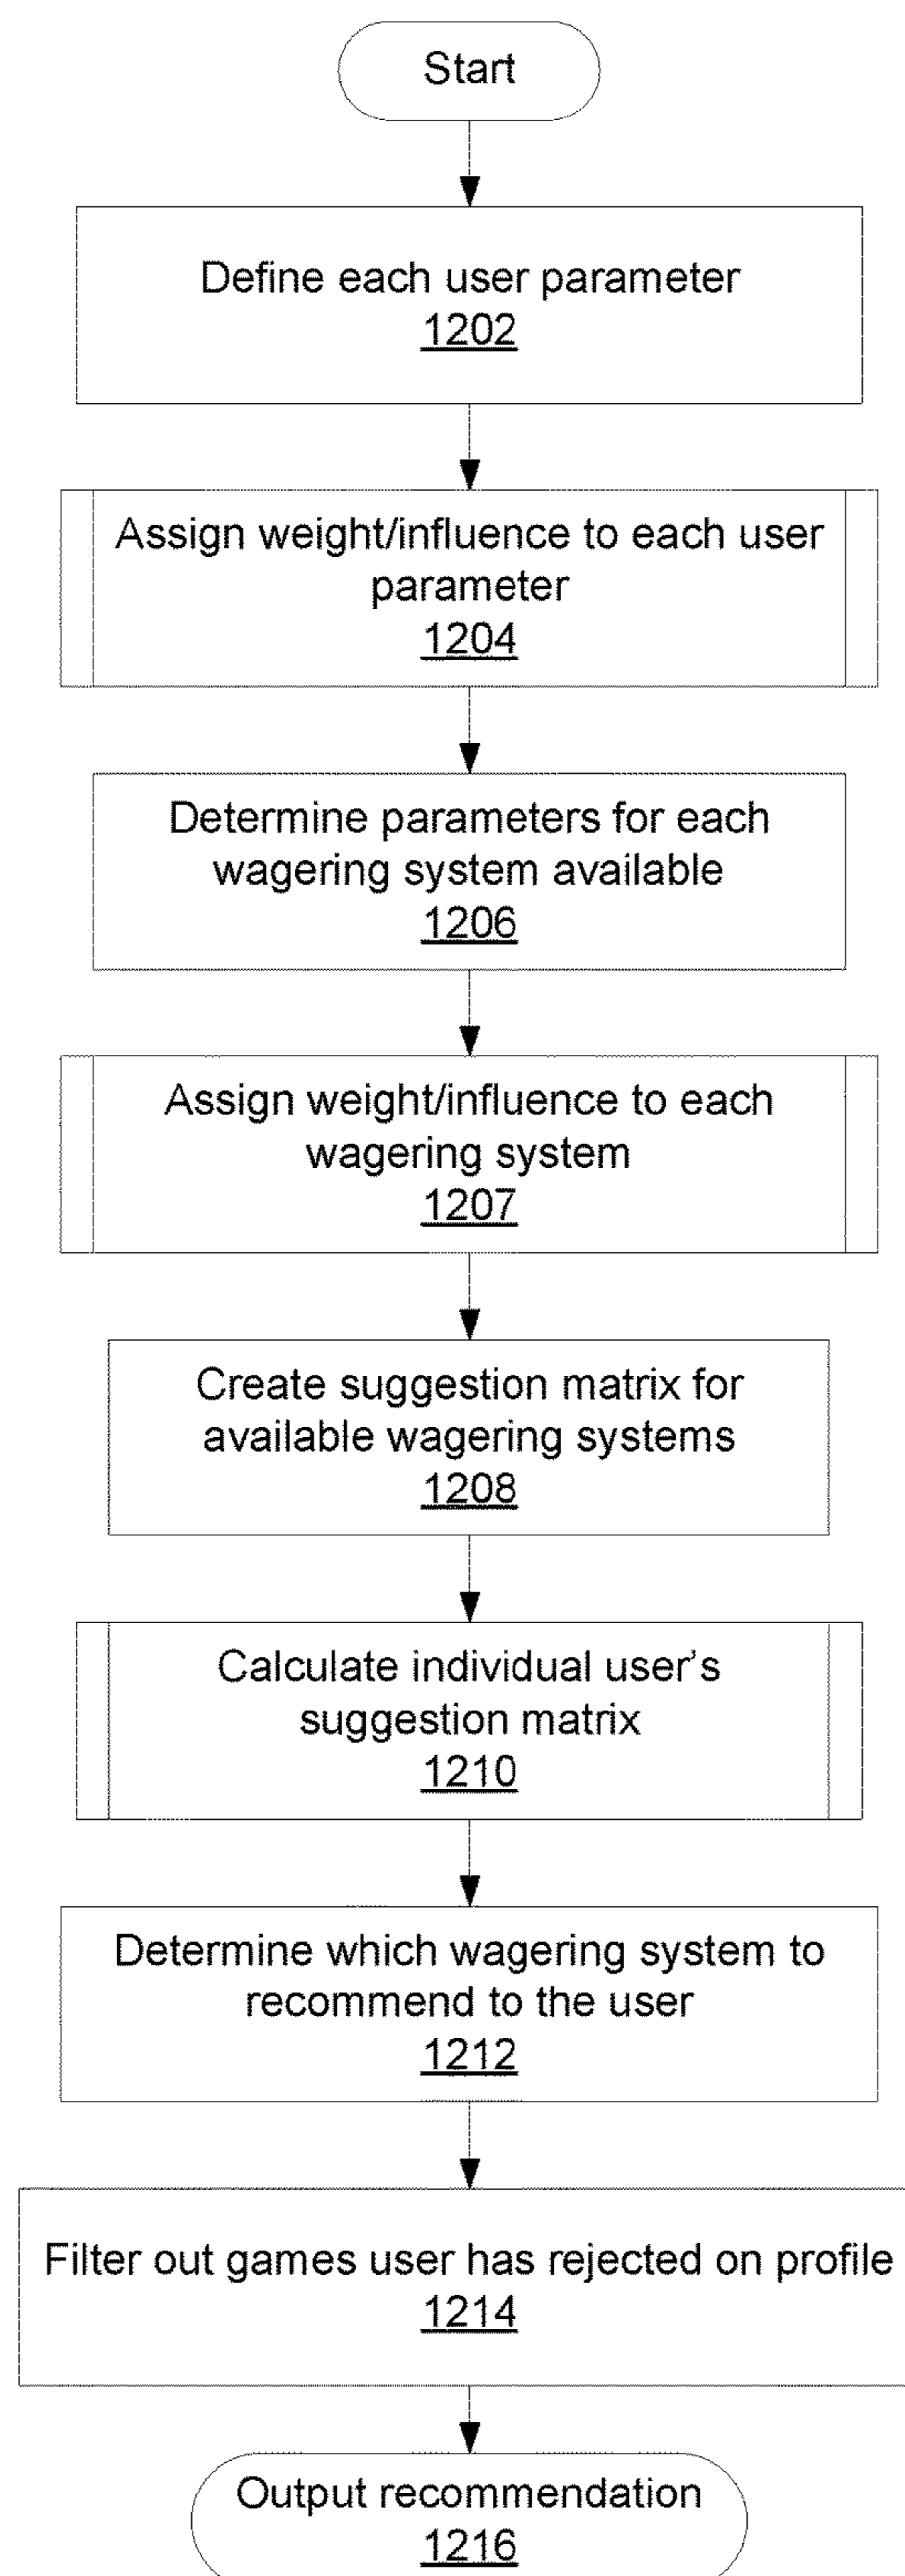 Start
Define each user parameter
1202
Assign weight/influence to each user
parameter
1204
Determine parameters for each
wagering system available
1206
Assign weight/influence to each
wagering system
1207
Create suggestion matrix for
available wagering systems
1208
Calculate individual user's
suggestion matrix
1210
Determine which wagering system to
recommend to the user
1212
Filter out games user has rejected on profile
1214
Output recommendation
1216